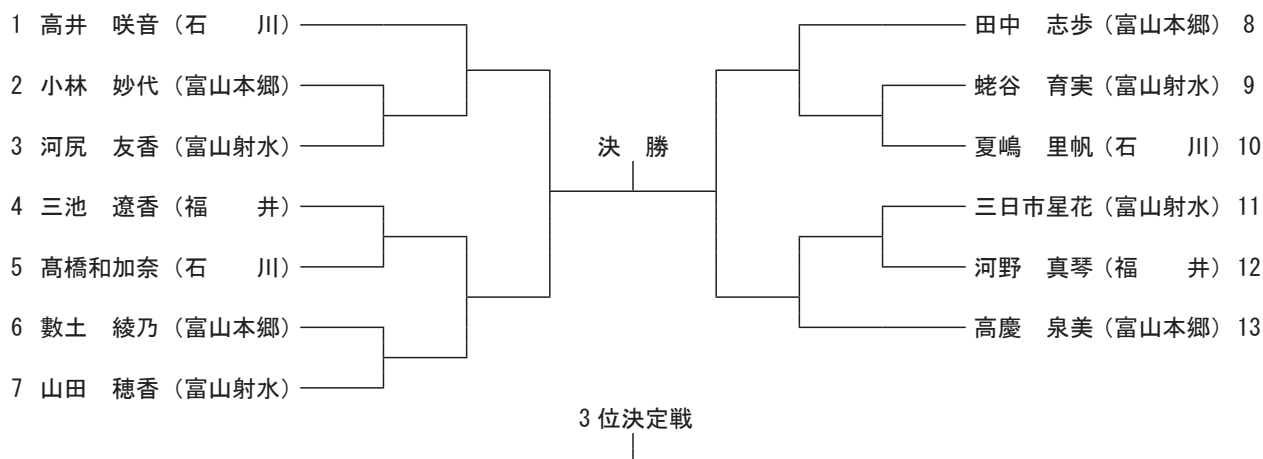 1 高井　咲音（石　　川）
2 小林　妙代（富山本郷）
3 河尻　友香（富山射水）
4 三池　遼香（福　　井）
5 髙橋和加奈（石　　川）
6 數土　綾乃（富山本郷）
7 山田　穂香（富山射水）
決　勝
田中　志歩（富山本郷） 8
蛯谷　育実（富山射水） 9
夏嶋　里帆（石　　川） 10
三日市星花（富山射水） 11
河野　真琴（福　　井） 12
高慶　泉美（富山本郷） 13
3 位決定戦